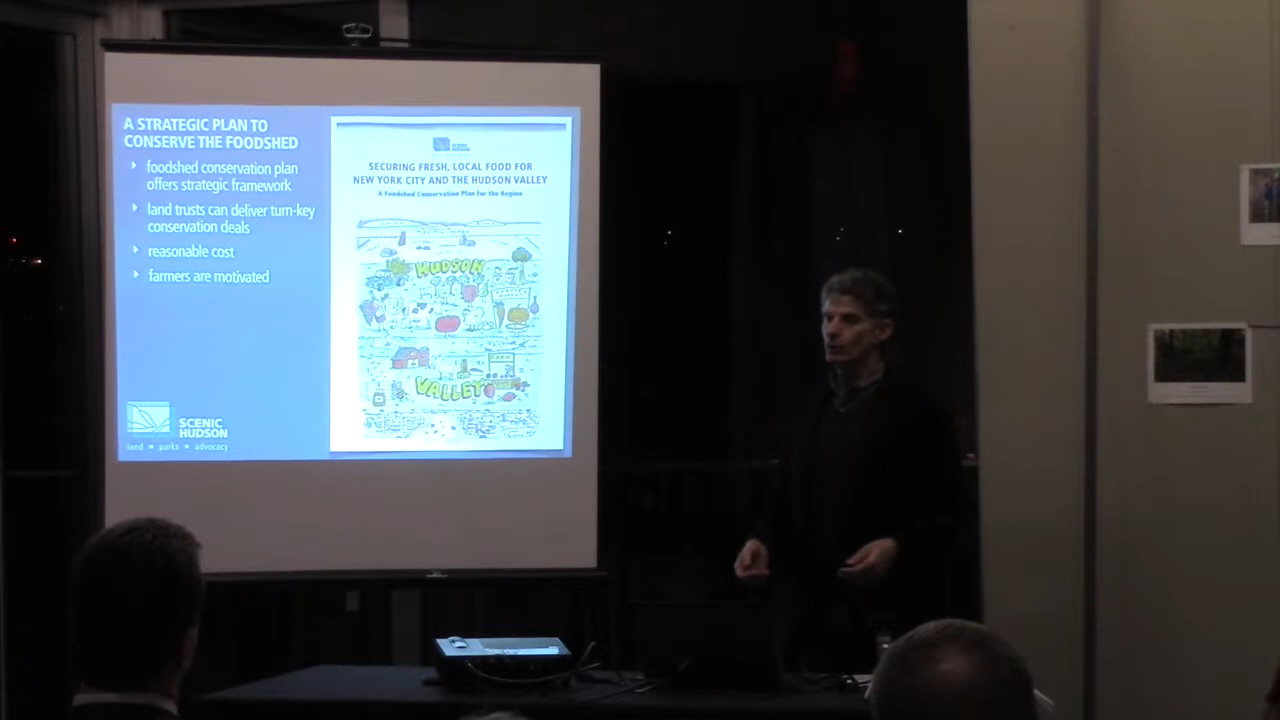 A STRATEGIC PLAN TO
CONSERVE THE FOODSHED
foodshed conservation plan
offers strategic framework
land trusts can deliver turn-key
conservation deals
reasonable cost
farmers are motivated
SCENIC
HUDSON
land parks advocacy
SCENIC
HUDSON
SECURING FRESH, LOCAL FOOD FOR
NEW YORK CITY AND THE HUDSON VALLEY
A Foodshed Conservation Plan for the Region
HUDSON
VALLEY